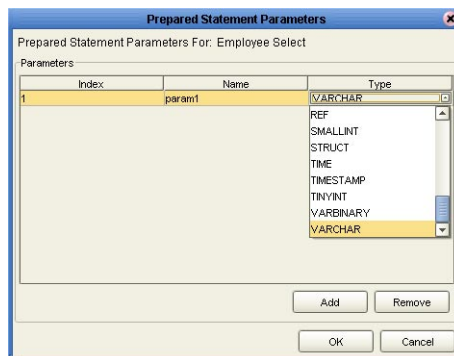 Prepared Statement Parameters
Prepared Statement Parameters For: Employee Select
Parameters
Index Name Type
1 param1 VARCHAR
REF
SMALLINT
STRUCT
TIME
TIMESTAMP
TINYINT
VARBINARY
VARCHAR
Add Remove
OK Cancel